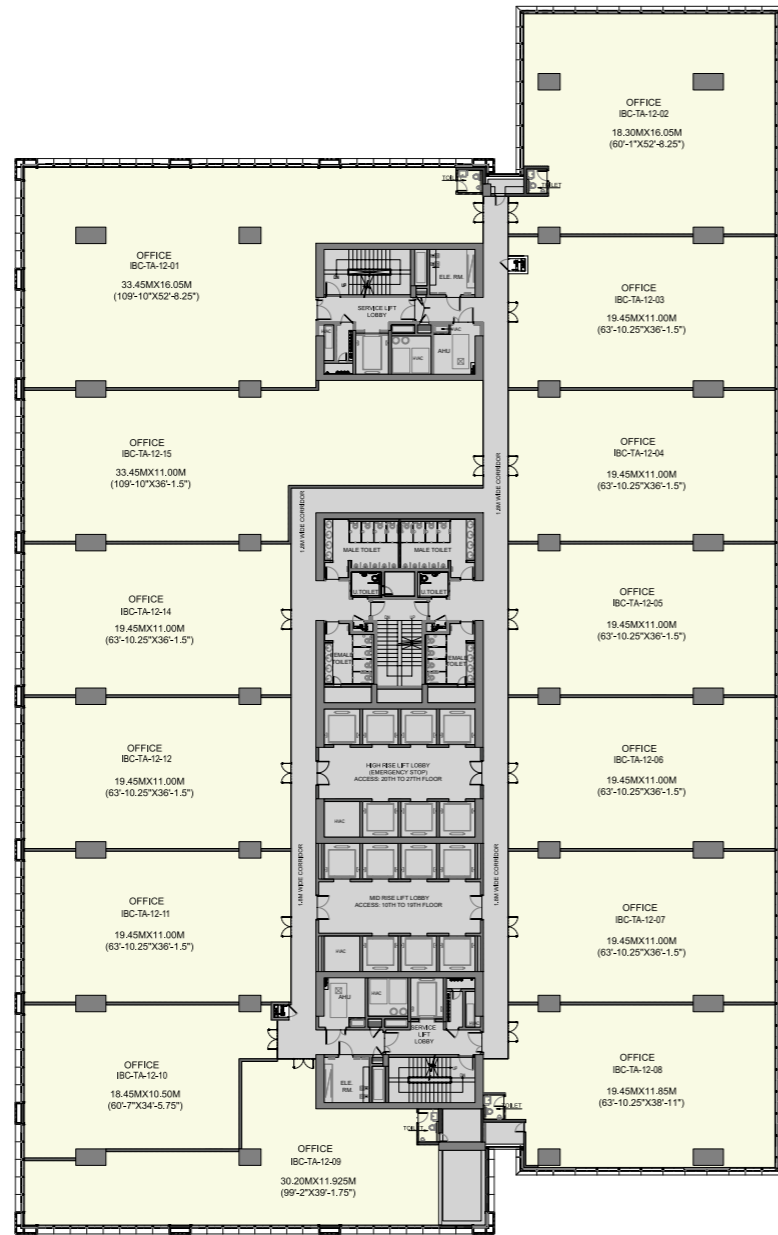 OFFICE
IBC-TA-12-02
18.30MX16.05M
(60'-1"X52'-8.25")
TOILET
TOILET
OFFICE
IBC-TA-12-01
33.45MX16.05M
(109'-10"X52'-8.25")
ELE. RM.
UP
SERVICE LIFT
LOBBY
HVAC
HVAC
HVAC
AHU
OFFICE
IBC-TA-12-03
19.45MX11.00M
(63'-10.25"X36'-1.5")
OFFICE
IBC-TA-12-15
33.45MX11.00M
(109'-10"X36'-1.5")
OFFICE
IBC-TA-12-04
19.45MX11.00M
(63'-10.25"X36'-1.5")
1.8M WIDE CORRIDOR
1.8M WIDE CORRIDOR
MALE TOILET
MALE TOILET
U.TOILET
U.TOILET
DN
UP
FEMALE
TOILET
FEMALE
TOILET
OFFICE
IBC-TA-12-14
19.45MX11.00M
(63'-10.25"X36'-1.5")
OFFICE
IBC-TA-12-05
19.45MX11.00M
(63'-10.25"X36'-1.5")
OFFICE
IBC-TA-12-12
19.45MX11.00M
(63'-10.25"X36'-1.5")
HIGH RISE LIFT LOBBY
(EMERGENCY STOP)
ACCESS: 20TH TO 27TH FLOOR
OFFICE
IBC-TA-12-06
19.45MX11.00M
(63'-10.25"X36'-1.5")
HVAC
1.8M WIDE CORRIDOR
1.8M WIDE CORRIDOR
OFFICE
IBC-TA-12-11
19.45MX11.00M
(63'-10.25"X36'-1.5")
MID RISE LIFT LOBBY
ACCESS: 10TH TO 19TH FLOOR
OFFICE
IBC-TA-12-07
19.45MX11.00M
(63'-10.25"X36'-1.5")
HVAC
AHU
HVAC
HVAC
SERVICE
LIFT
LOBBY
UP
ELE.
RM.
OFFICE
IBC-TA-12-10
18.45MX10.50M
(60'-7"X34'-5.75")
OFFICE
IBC-TA-12-08
19.45MX11.85M
(63'-10.25"X38'-11")
TOILET
TOILET
OFFICE
IBC-TA-12-09
30.20MX11.925M
(99'-2"X39'-1.75")